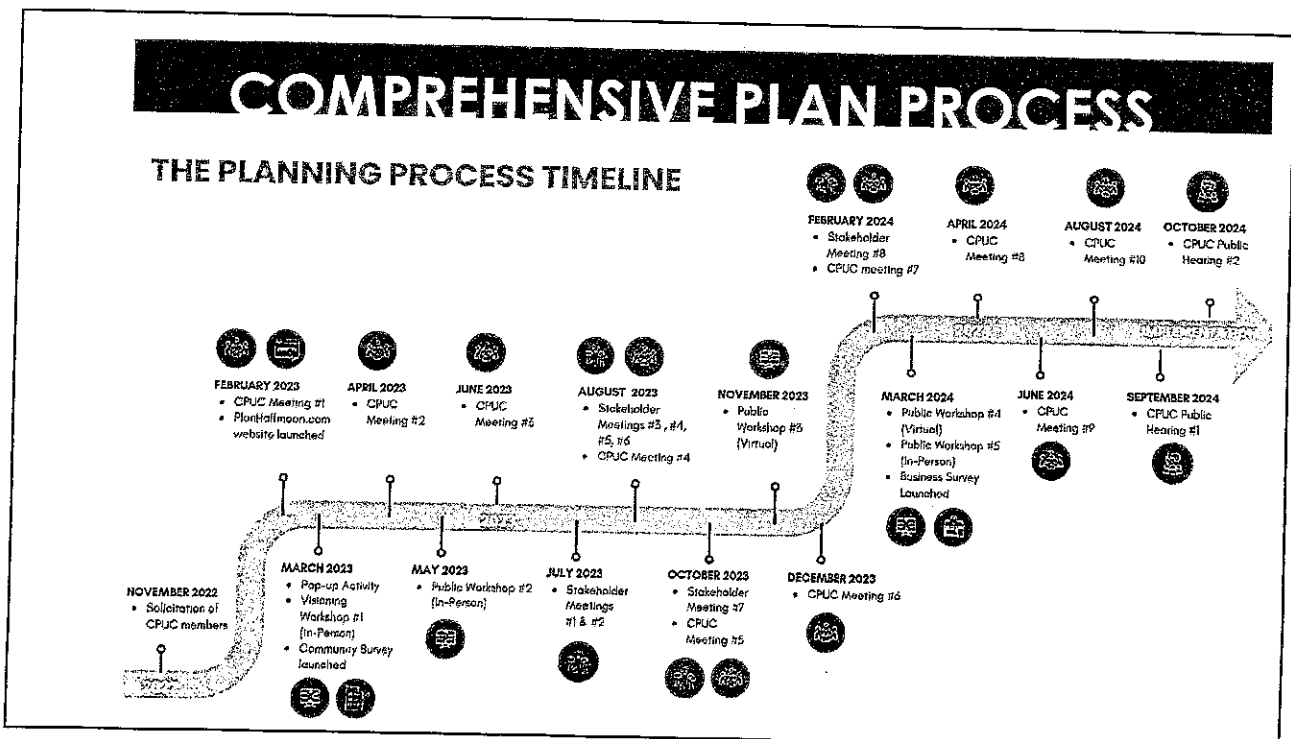 COMPREHENSIVE PLAN PROCESS
THE PLANNING PROCESS TIMELINE
FEBRUARY 2024
• Stakeholder
Meeting #8
• CPUC meeting #7
APRIL 2024
• CPUC
Meeting #8
AUGUST 2024
• CPUC
Meeting #10
OCTOBER 2024
• CPUC Public
Hearing #2
FEBRUARY 2023
• CPUC Meeting #1
• PlanHalfmoon.com
website launched
APRIL 2023
• CPUC
Meeting #2
JUNE 2023
• CPUC
Meeting #3
AUGUST 2023
• Stakeholder
Meetings #3, #4,
#5, #6
• CPUC Meeting #4
NOVEMBER 2023
• Public
Workshop #3
(Virtual)
MARCH 2024
• Public Workshop #4
(Virtual)
• Public Workshop #5
(In-Person)
• Business Survey
Launched
JUNE 2024
• CPUC
Meeting #9
SEPTEMBER 2024
• CPUC Public
Hearing #1
NOVEMBER 2022
• Solicitation of
CPUC members
MARCH 2023
• Pop-up Activity
• Visioning
Workshop #1
(In-Person)
• Community Survey
launched
MAY 2023
• Public Workshop #2
(In-Person)
JULY 2023
• Stakeholder
Meetings
#1 & #2
OCTOBER 2023
• Stakeholder
Meeting #7
• CPUC
Meeting #5
DECEMBER 2023
• CPUC Meeting #6